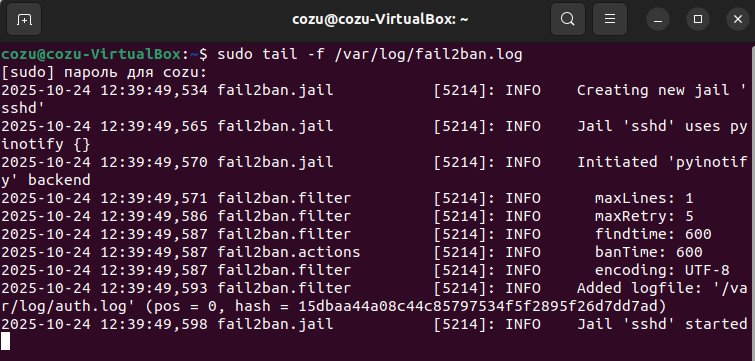 cozu@cozu-VirtualBox: ~
cozu@cozu-VirtualBox:~$ sudo tail -f /var/log/fail2ban.log
[sudo] пароль для cozu:
2025-10-24 12:39:49,534 fail2ban.jail           [5214]: INFO    Creating new jail '
sshd'
2025-10-24 12:39:49,565 fail2ban.jail           [5214]: INFO    Jail 'sshd' uses py
inotify {}
2025-10-24 12:39:49,570 fail2ban.jail           [5214]: INFO    Initiated 'pyinotif
y' backend
2025-10-24 12:39:49,571 fail2ban.filter         [5214]: INFO      maxLines: 1
2025-10-24 12:39:49,586 fail2ban.filter         [5214]: INFO      maxRetry: 5
2025-10-24 12:39:49,587 fail2ban.filter         [5214]: INFO      findtime: 600
2025-10-24 12:39:49,587 fail2ban.actions        [5214]: INFO      banTime: 600
2025-10-24 12:39:49,587 fail2ban.filter         [5214]: INFO      encoding: UTF-8
2025-10-24 12:39:49,593 fail2ban.filter         [5214]: INFO    Added logfile: '/va
r/log/auth.log' (pos = 0, hash = 15dbaa44a08c44c85797534f5f2895f26d7dd7ad)
2025-10-24 12:39:49,598 fail2ban.jail           [5214]: INFO    Jail 'sshd' started